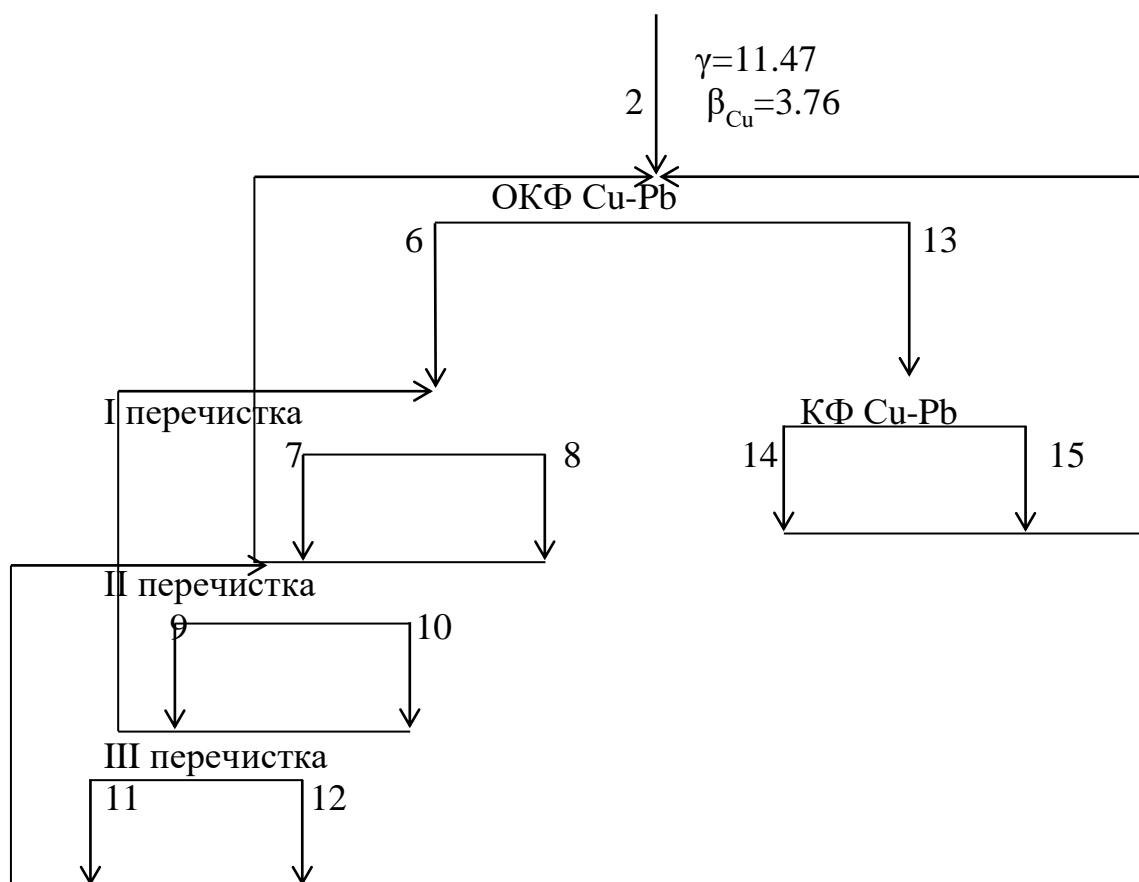 γ=11.47
2 β_Cu=3.76
ОКФ Cu-Pb
6 13
I перечистка КФ Cu-Pb
7 8 14 15
II перечистка
9 10
III перечистка
11 12